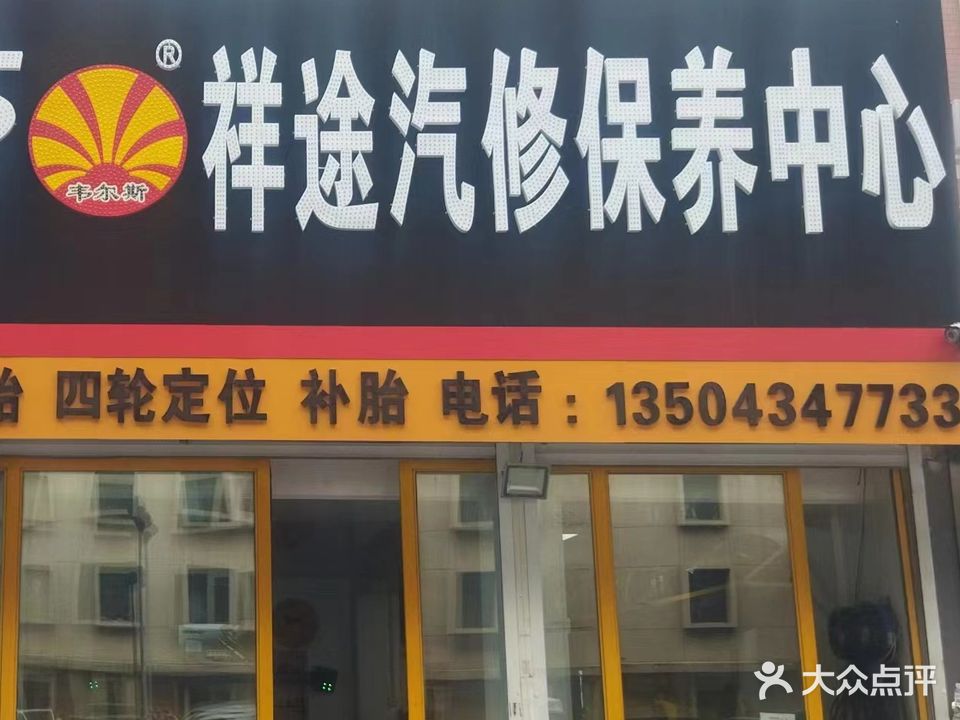 ® 祥途汽修保养中心
韦尔斯
胎 四轮定位 补胎 电话：13504347733
大众点评